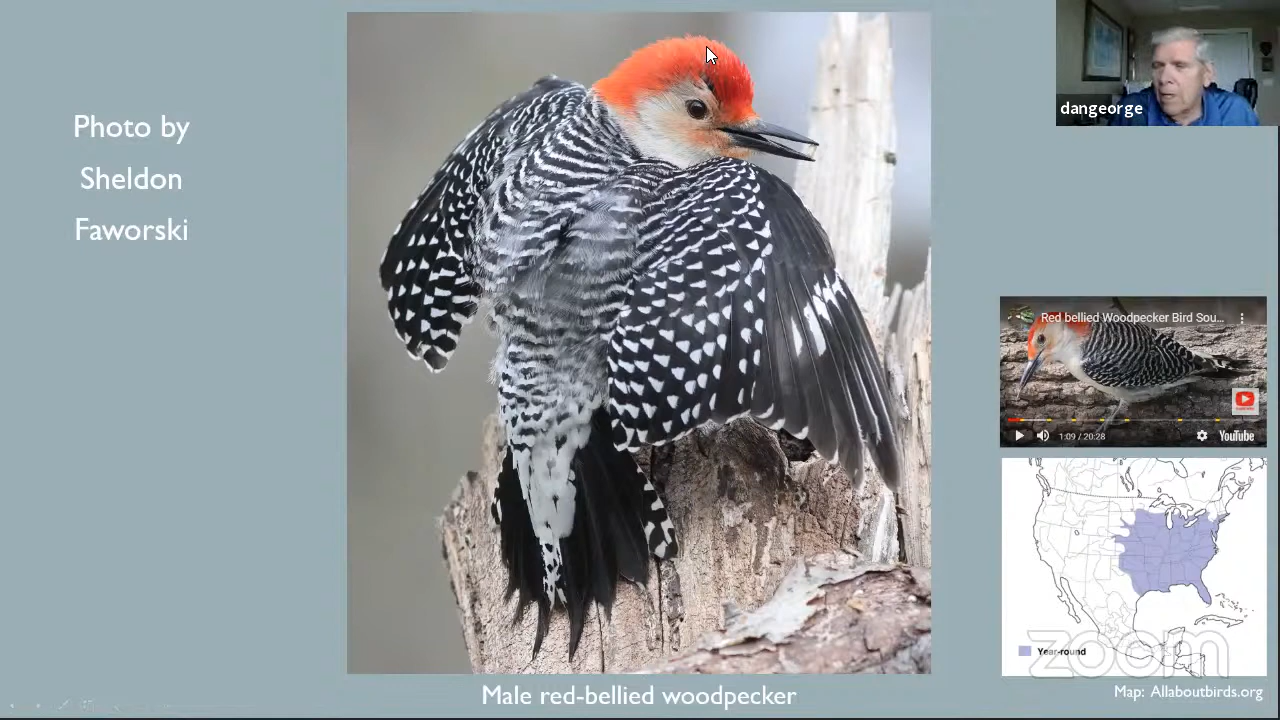 Photo by
Sheldon
Faworski
dangeorge
Red bellied Woodpecker Bird Sou...
1:09 / 20:28
YouTube
Year-round
zoom
Male red-bellied woodpecker
Map: Allaboutbirds.org